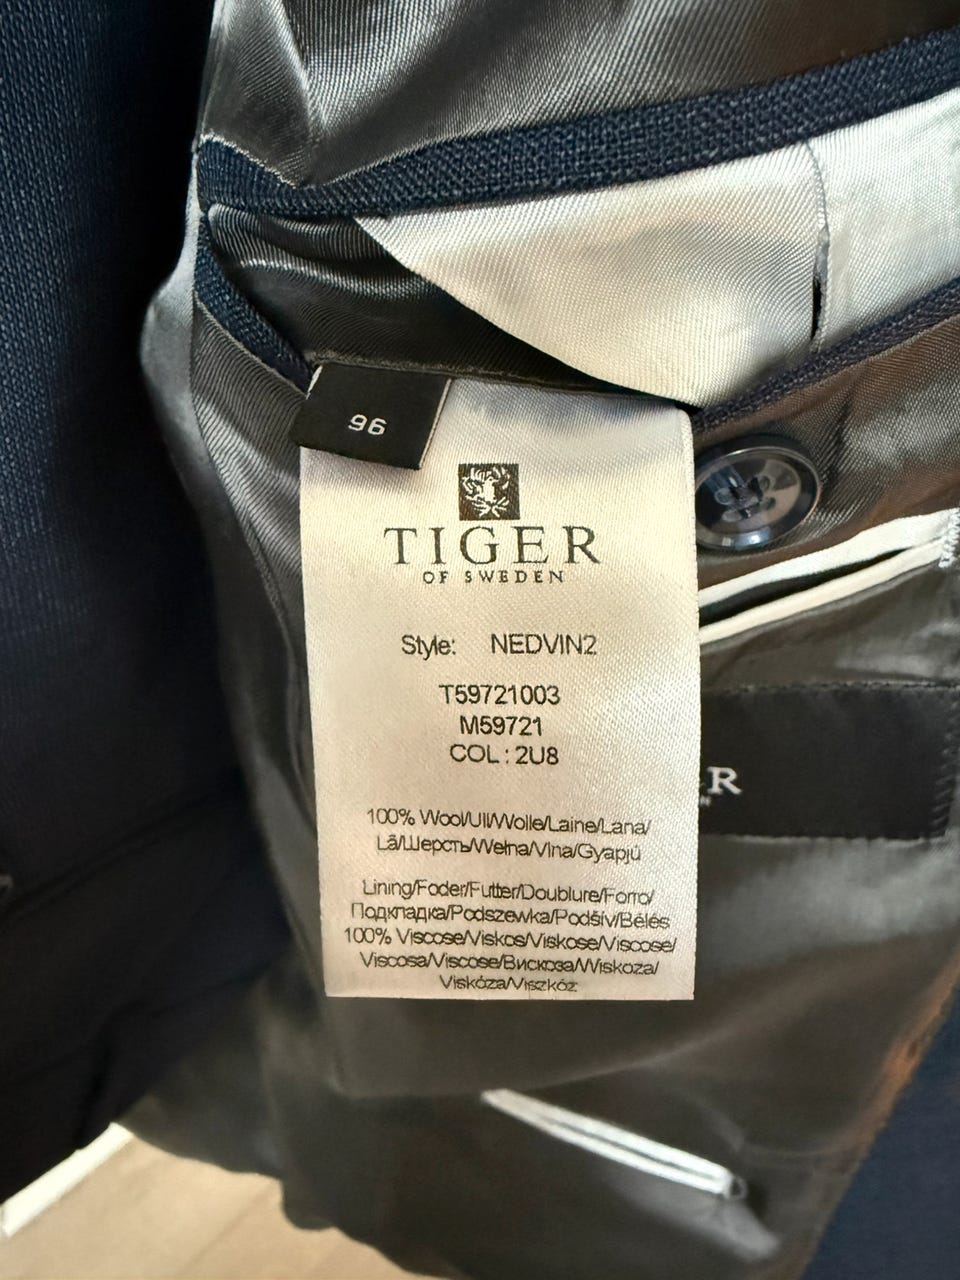 96
TIGER
OF SWEDEN
Style: NEDVIN2
T59721003
M59721
COL : 2U8
100% Wool/Ull/Wolle/Laine/Lana/
Lã/Шерсть/Wełna/Vlna/Gyapjú
Lining/Foder/Futter/Doublure/Forro/
Подкладка/Podszewka/Podšív/Bélés
100% Viscose/Viskos/Viskose/Viscose/
Viscosa/Viscose/Вискоза/Wiskoza/
Viskóza/Viszkóz
R